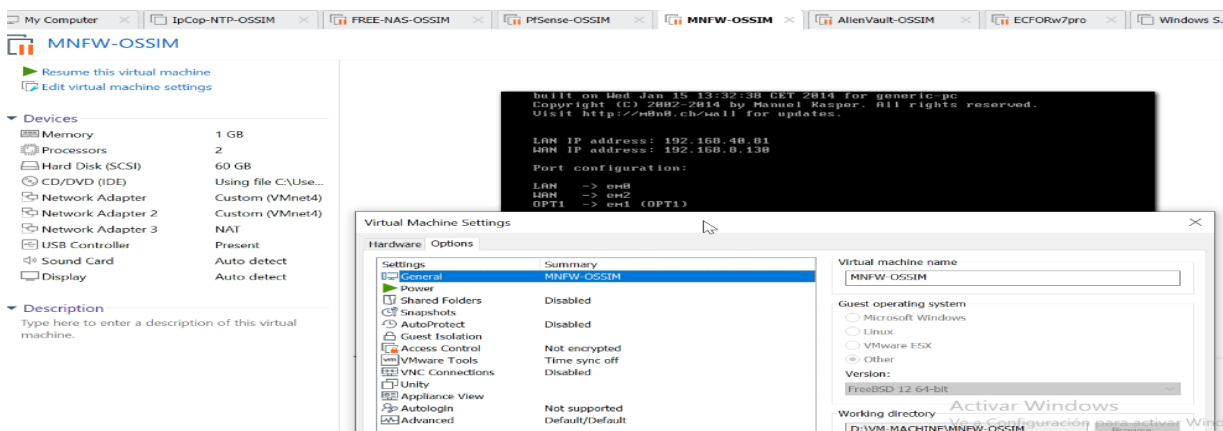 My Computer
IpCop-NTP-OSSIM
FREE-NAS-OSSIM
PfSense-OSSIM
MNFW-OSSIM
AlienVault-OSSIM
ECFORw7pro
Windows S.
MNFW-OSSIM
Resume this virtual machine
Edit virtual machine settings
Devices
Memory 1 GB
Processors 2
Hard Disk (SCSI) 60 GB
CD/DVD (IDE) Using file C:\Use...
Network Adapter Custom (VMnet4)
Network Adapter 2 Custom (VMnet4)
Network Adapter 3 NAT
USB Controller Present
Sound Card Auto detect
Display Auto detect
Description
Type here to enter a description of this virtual
machine.
built on Wed Jan 15 13:32:38 CET 2014 for generic-pc
Copyright (C) 2002-2014 by Manuel Kasper. All rights reserved.
Visit http://m0n0.ch/wall for updates.
LAN IP address: 192.168.40.81
WAN IP address: 192.168.8.130
Port configuration:
LAN -> em0
WAN -> em2
OPT1 -> em1 (OPT1)
Virtual Machine Settings
Hardware Options
Settings Summary
General MNFW-OSSIM
Power
Shared Folders Disabled
Snapshots
AutoProtect Disabled
Guest Isolation
Access Control Not encrypted
VMware Tools Time sync off
VNC Connections Disabled
Unity
Appliance View
Autologin Not supported
Advanced Default/Default
Virtual machine name
MNFW-OSSIM
Guest operating system
Microsoft Windows
Linux
VMware ESX
Other
Version:
FreeBSD 12 64-bit
Working directory
D:\VM-MACHINE\MNFW-OSSIM
Browse...
Activar Windows
Ve a Configuración para activar Wind